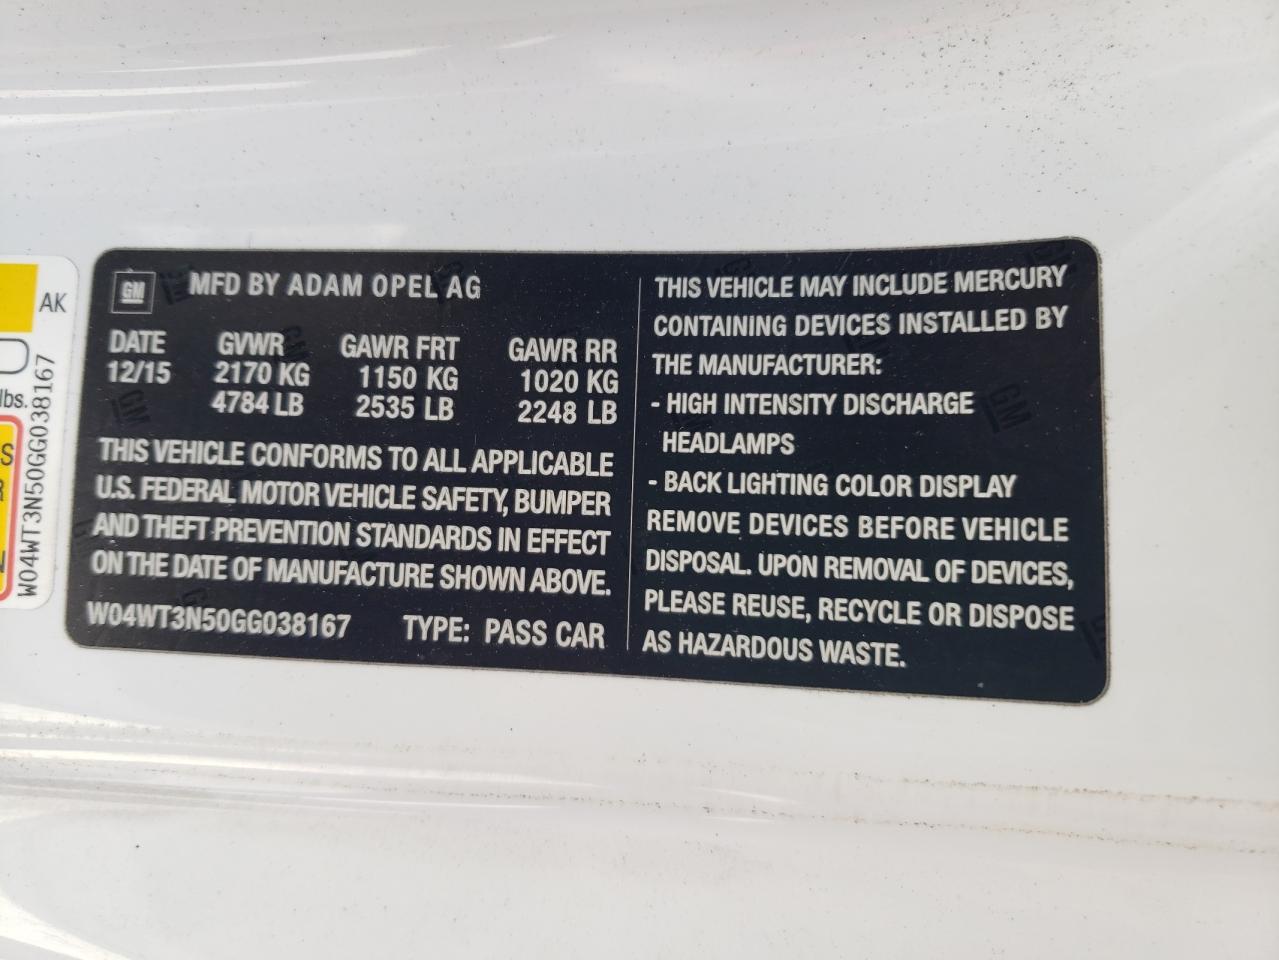 AK
lbs.
S
W04WT3N50GG038167
GM MFD BY ADAM OPEL AG
DATE GVWR GAWR FRT GAWR RR
12/15 2170 KG 1150 KG 1020 KG
4784 LB 2535 LB 2248 LB
THIS VEHICLE CONFORMS TO ALL APPLICABLE
U.S. FEDERAL MOTOR VEHICLE SAFETY, BUMPER
AND THEFT PREVENTION STANDARDS IN EFFECT
ON THE DATE OF MANUFACTURE SHOWN ABOVE.
W04WT3N50GG038167 TYPE: PASS CAR
THIS VEHICLE MAY INCLUDE MERCURY
CONTAINING DEVICES INSTALLED BY
THE MANUFACTURER:
- HIGH INTENSITY DISCHARGE
HEADLAMPS
- BACK LIGHTING COLOR DISPLAY
REMOVE DEVICES BEFORE VEHICLE
DISPOSAL. UPON REMOVAL OF DEVICES,
PLEASE REUSE, RECYCLE OR DISPOSE
AS HAZARDOUS WASTE.